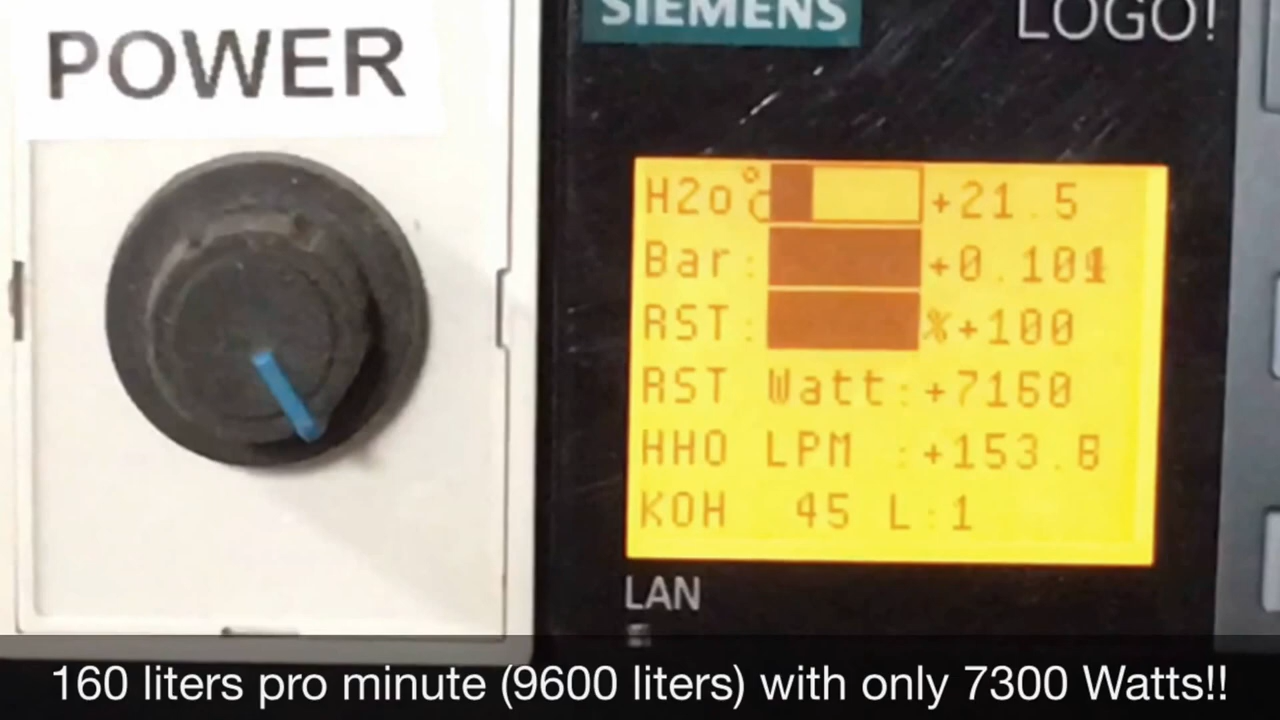 POWER
SIEMENS
LOGO!
H2o°C +21.5
Bar: +0.101
RST: %+100
RST Watt:+7160
HHO LPM :+153.8
KOH 45 L:1
LAN
160 liters pro minute (9600 liters) with only 7300 Watts!!